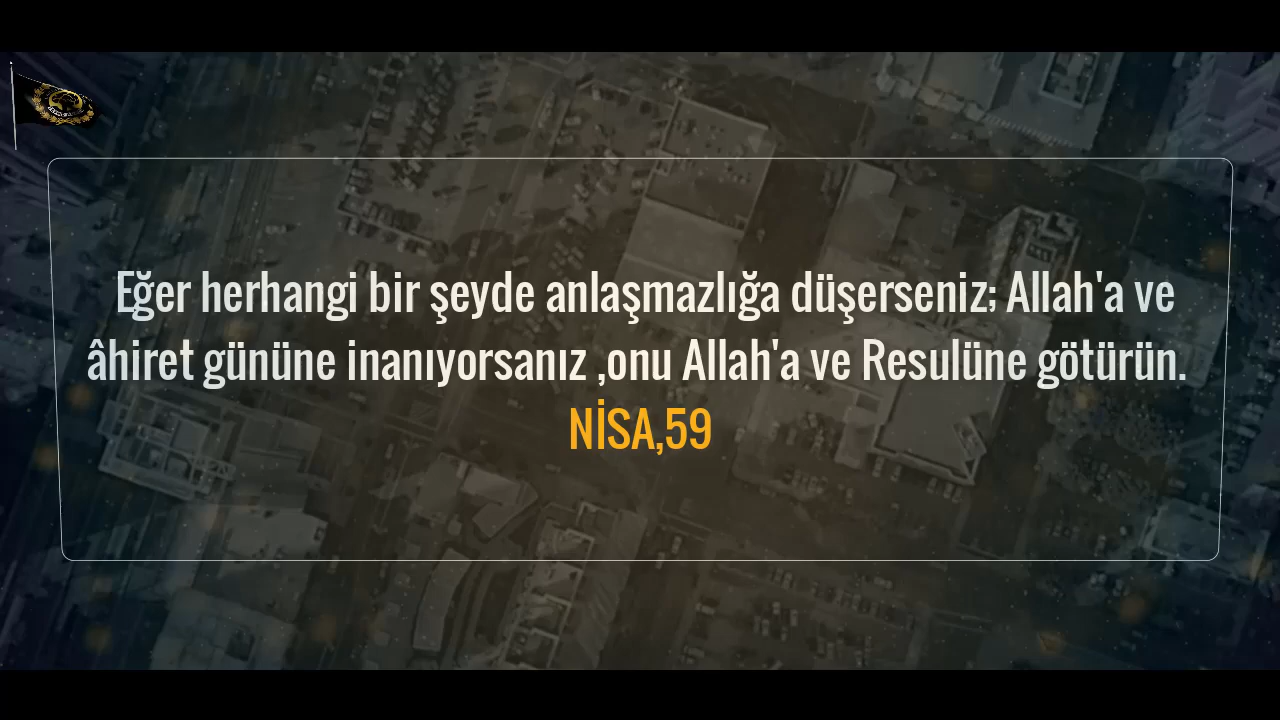 Eğer herhangi bir şeyde anlaşmazlığa düşerseniz; Allah'a ve
âhiret gününe inanıyorsanız ,onu Allah'a ve Resulüne götürün.
NİSA,59